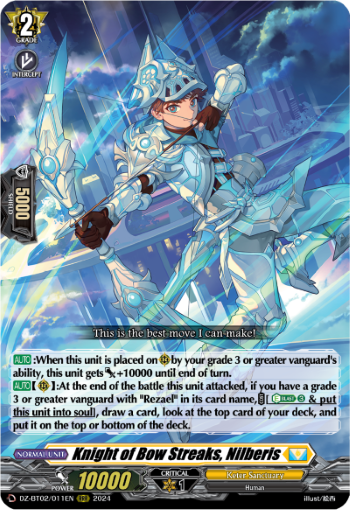 2
GRADE
INTERCEPT
5000
SHIELD
This is the best move I can make!
AUTO:When this unit is placed on by your grade 3 or greater vanguard's
ability, this unit gets +10000 until end of turn.
AUTO【 】:At the end of the battle this unit attacked, if you have a grade
3 or greater vanguard with "Rezael" in its card name, [ &
put this unit into soul], draw a card, look at the top card of your deck, and
put it on the top or bottom of the deck.
NORMAL UNIT
Knight of Bow Streaks, Nilberis
POWER
10000
CRITICAL
1
Keter Sanctuary
Human
DZ-BT02/011EN RRR 2024
illust/絵西